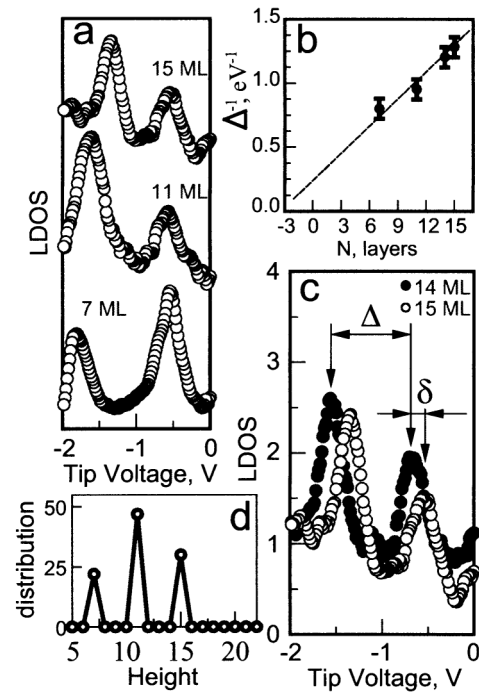 a
15 ML
11 ML
7 ML
LDOS
-2
-1
0
Tip Voltage, V
b
Δ⁻¹, eV⁻¹
1.5
1.0
0.5
0.0
-3 0 3 6 9 12 15
N, layers
c
14 ML
15 ML
Δ
δ
LDOS
4
3
2
1
-2
-1
0
Tip Voltage, V
d
distribution
50
25
0
5 10 15 20
Height